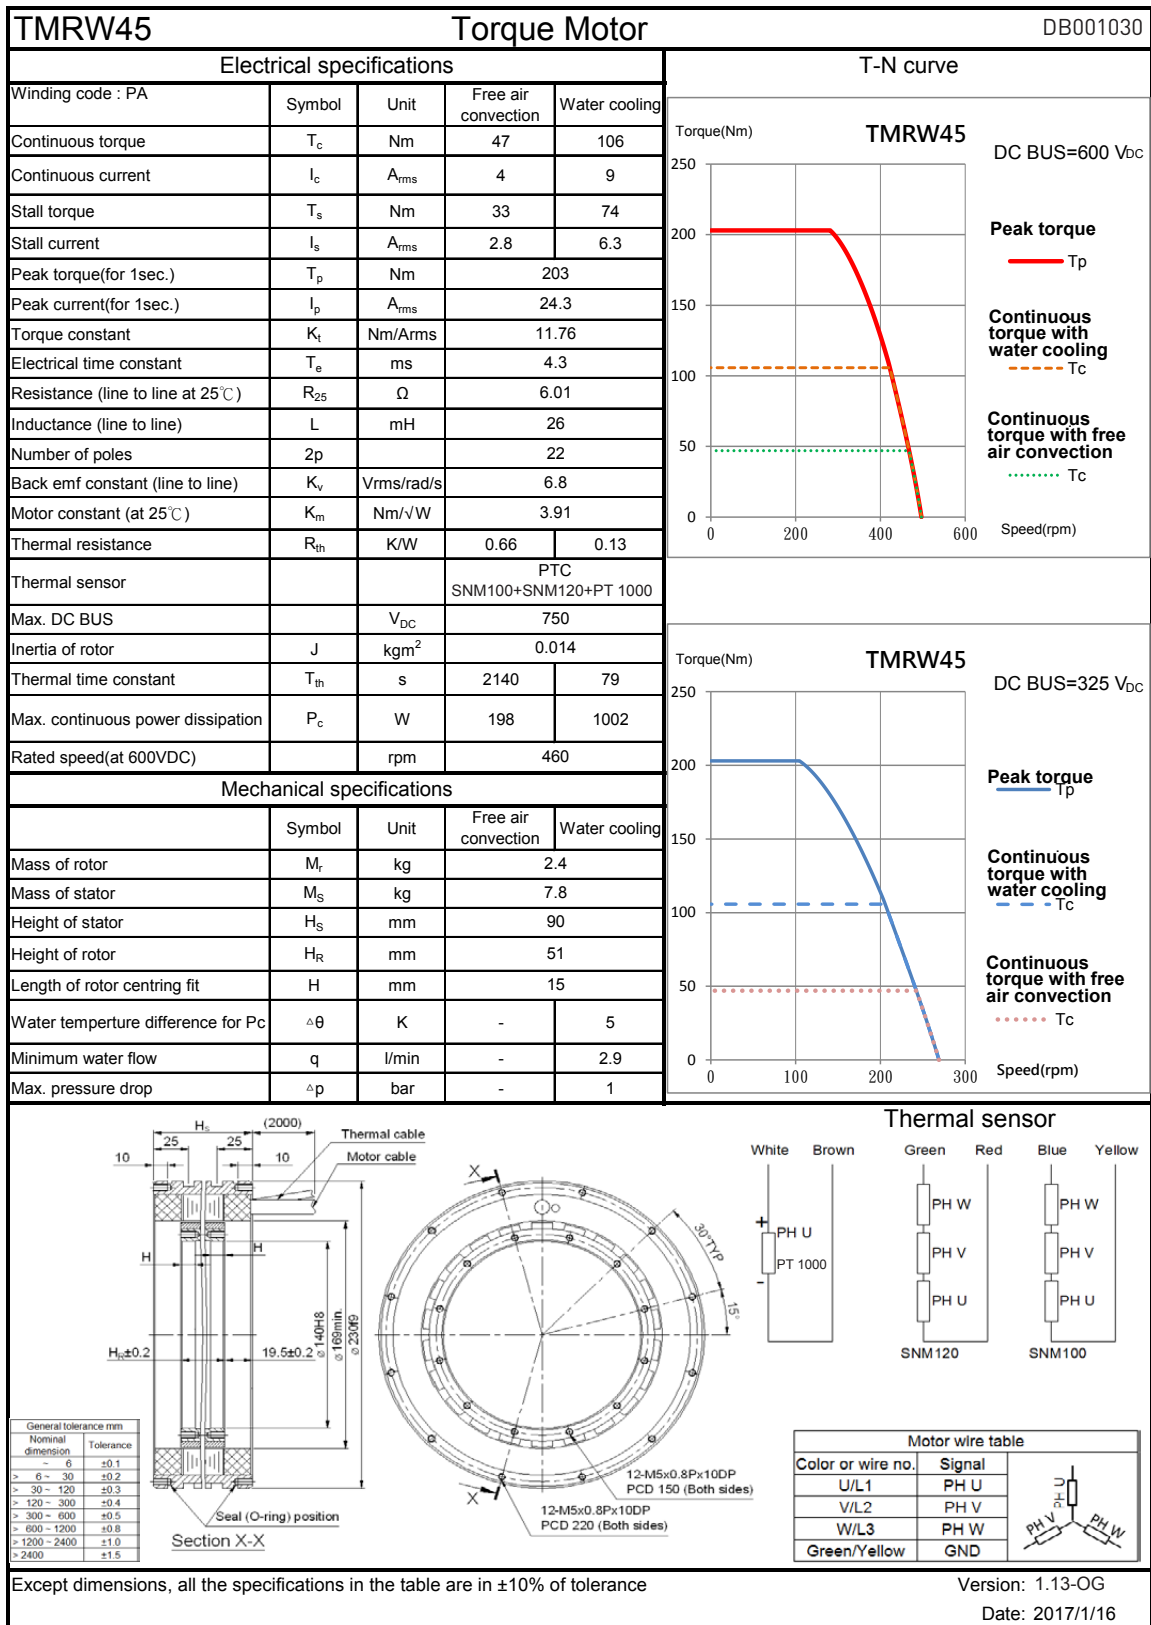 TMRW45 Torque Motor DB001030
Electrical specifications
Winding code : PA Symbol Unit Free air convection Water cooling
Continuous torque Tc Nm 47 106
Continuous current Ic Arms 4 9
Stall torque Ts Nm 33 74
Stall current Is Arms 2.8 6.3
Peak torque(for 1sec.) Tp Nm 203
Peak current(for 1sec.) Ip Arms 24.3
Torque constant Kt Nm/Arms 11.76
Electrical time constant Te ms 4.3
Resistance (line to line at 25℃) R25 Ω 6.01
Inductance (line to line) L mH 26
Number of poles 2p 22
Back emf constant (line to line) Kv Vrms/rad/s 6.8
Motor constant (at 25℃) Km Nm/√W 3.91
Thermal resistance Rth K/W 0.66 0.13
Thermal sensor PTC SNM100+SNM120+PT 1000
Max. DC BUS VDC 750
Inertia of rotor J kgm2 0.014
Thermal time constant Tth s 2140 79
Max. continuous power dissipation Pc W 198 1002
Rated speed(at 600VDC) rpm 460
Mechanical specifications
Symbol Unit Free air convection Water cooling
Mass of rotor Mr kg 2.4
Mass of stator MS kg 7.8
Height of stator HS mm 90
Height of rotor HR mm 51
Length of rotor centring fit H mm 15
Water temperture difference for Pc △θ K - 5
Minimum water flow q l/min - 2.9
Max. pressure drop △p bar - 1
T-N curve
Torque(Nm) TMRW45
DC BUS=600 VDC
250
200
150
100
50
0
0 200 400 600 Speed(rpm)
Peak torque
Tp
Continuous
torque with
water cooling
Tc
Continuous
torque with free
air convection
Tc
Torque(Nm) TMRW45
DC BUS=325 VDC
250
200
150
100
50
0
0 100 200 300 Speed(rpm)
Peak torque
Tp
Continuous
torque with
water cooling
Tc
Continuous
torque with free
air convection
Tc
HS (2000)
25 25
10 10
Thermal cable
Motor cable
H H
HR±0.2 19.5±0.2
⌀140H8
⌀169min.
⌀230f9
Seal (O-ring) position
Section X-X
X
X
30°TYP
15°
12-M5x0.8Px10DP
PCD 150 (Both sides)
12-M5x0.8Px10DP
PCD 220 (Both sides)
General tolerance mm
Nominal dimension Tolerance
~ 6 ±0.1
> 6 ~ 30 ±0.2
> 30 ~ 120 ±0.3
> 120 ~ 300 ±0.4
> 300 ~ 600 ±0.5
> 600 ~ 1200 ±0.8
> 1200 ~ 2400 ±1.0
> 2400 ±1.5
Thermal sensor
White Brown Green Red Blue Yellow
+
PH U
PT 1000
-
PH W
PH V
PH U
SNM120
PH W
PH V
PH U
SNM100
Motor wire table
Color or wire no. Signal
U/L1 PH U
V/L2 PH V
W/L3 PH W
Green/Yellow GND
PH U
PH V
PH W
Except dimensions, all the specifications in the table are in ±10% of tolerance
Version: 1.13-OG
Date: 2017/1/16